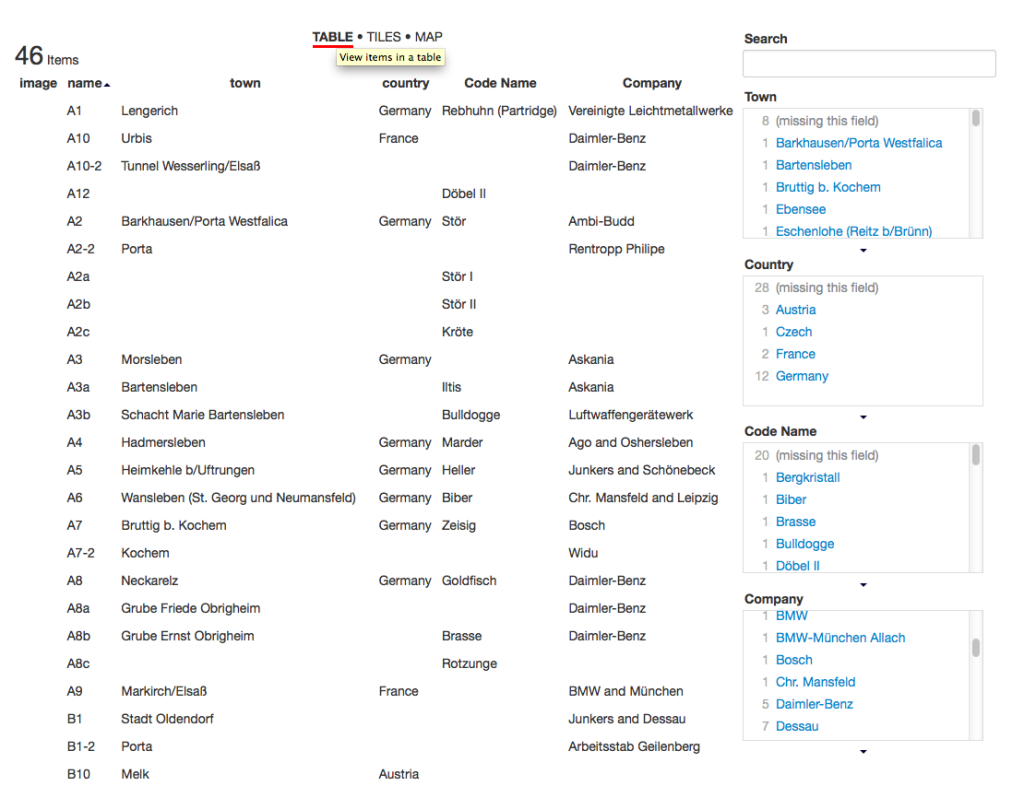 TABLE • TILES • MAP
46 Items
View items in a table
image name town country Code Name Company
A1 Lengerich Germany Rebhuhn (Partridge) Vereinigte Leichtmetallwerke
A10 Urbis France Daimler-Benz
A10-2 Tunnel Wesserling/Elsaß Daimler-Benz
A12 Döbel II
A2 Barkhausen/Porta Westfalica Germany Stör Ambi-Budd
A2-2 Porta Rentropp Philipe
A2a Stör I
A2b Stör II
A2c Kröte
A3 Morsleben Germany Askania
A3a Bartensleben Iltis Askania
A3b Schacht Marie Bartensleben Bulldogge Luftwaffengerätewerk
A4 Hadmersleben Germany Marder Ago and Oshersleben
A5 Heimkehle b/Uftrungen Germany Heller Junkers and Schönebeck
A6 Wansleben (St. Georg und Neumansfeld) Germany Biber Chr. Mansfeld and Leipzig
A7 Bruttig b. Kochem Germany Zeisig Bosch
A7-2 Kochem Widu
A8 Neckarelz Germany Goldfisch Daimler-Benz
A8a Grube Friede Obrigheim Daimler-Benz
A8b Grube Ernst Obrigheim Brasse Daimler-Benz
A8c Rotzunge
A9 Markirch/Elsaß France BMW and München
B1 Stadt Oldendorf Junkers and Dessau
B1-2 Porta Arbeitsstab Geilenberg
B10 Melk Austria
Search
Town
8 (missing this field)
1 Barkhausen/Porta Westfalica
1 Bartensleben
1 Bruttig b. Kochem
1 Ebensee
1 Eschenlohe (Reitz b/Brünn)
Country
28 (missing this field)
3 Austria
1 Czech
2 France
12 Germany
Code Name
20 (missing this field)
1 Bergkristall
1 Biber
1 Brasse
1 Bulldogge
1 Döbel II
Company
1 BMW
1 BMW-München Allach
1 Bosch
1 Chr. Mansfeld
5 Daimler-Benz
7 Dessau